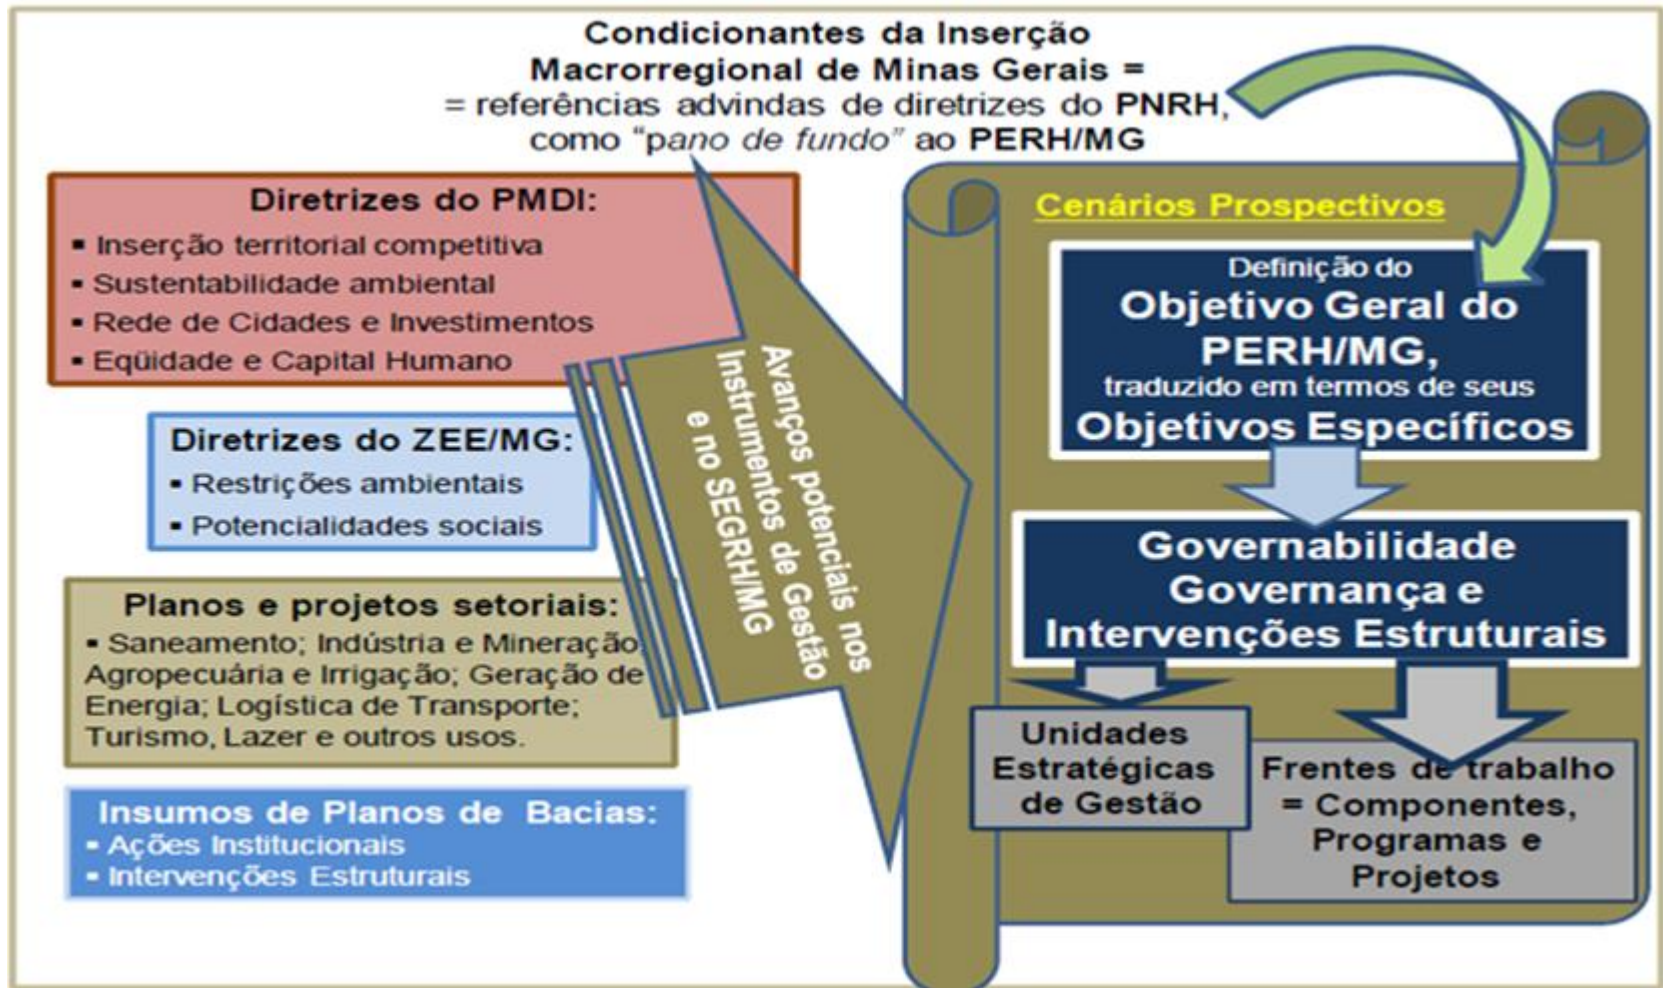 Condicionantes da Inserção
Macrorregional de Minas Gerais =
= referências advindas de diretrizes do PNRH,
como “pano de fundo” ao PERH/MG
Diretrizes do PMDI:
▪ Inserção territorial competitiva
▪ Sustentabilidade ambiental
▪ Rede de Cidades e Investimentos
▪ Eqüidade e Capital Humano
Diretrizes do ZEE/MG:
▪ Restrições ambientais
▪ Potencialidades sociais
Planos e projetos setoriais:
▪ Saneamento; Indústria e Mineração
Agropecuária e Irrigação; Geração de
Energia; Logística de Transporte;
Turismo, Lazer e outros usos.
Insumos de Planos de Bacias:
▪ Ações Institucionais
▪ Intervenções Estruturais
Avanços potenciais nos
Instrumentos de Gestão
e no SEGRH/MG
Cenários Prospectivos
Definição do
Objetivo Geral do
PERH/MG,
traduzido em termos de seus
Objetivos Específicos
Governabilidade
Governança e
Intervenções Estruturais
Unidades
Estratégicas
de Gestão
Frentes de trabalho
= Componentes,
Programas e
Projetos